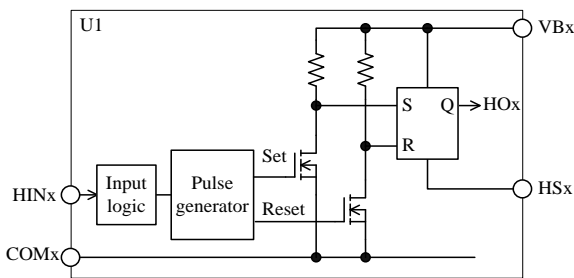 U1
VBx
S
Q
HOx
R
Set
HINx
Input
logic
Pulse
generator
HSx
Reset
COMx